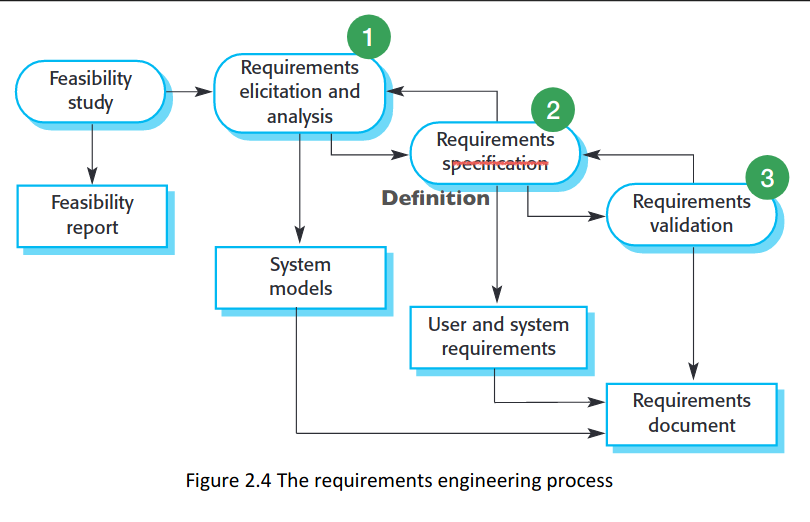 1
Feasibility
study
Requirements
elicitation and
analysis
2
Requirements
specification
Definition
3
Requirements
validation
Feasibility
report
System
models
User and system
requirements
Requirements
document
Figure 2.4 The requirements engineering process